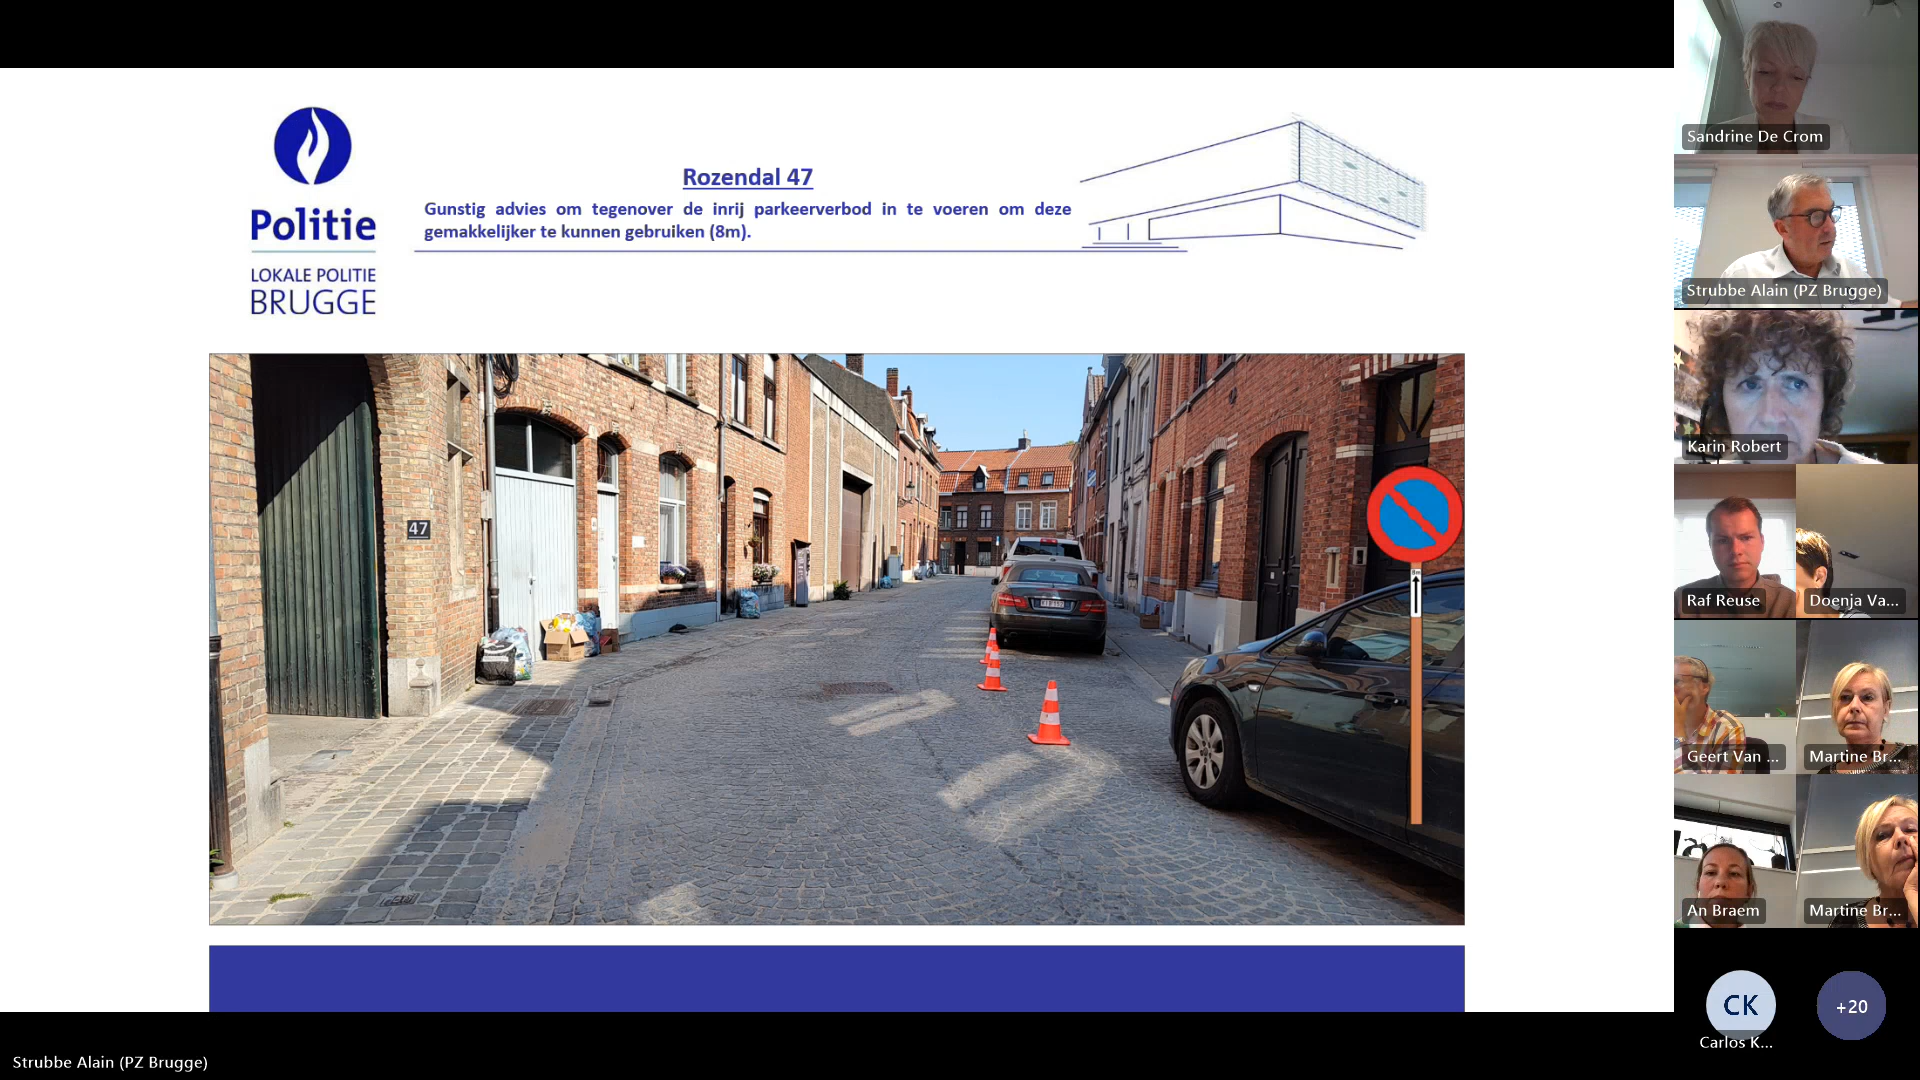 Politie
LOKALE POLITIE
BRUGGE
Rozendal 47
Gunstig advies om tegenover de inrij parkeerverbod in te voeren om deze
gemakkelijker te kunnen gebruiken (8m).
47
Sandrine De Crom
Strubbe Alain (PZ Brugge)
Karin Robert
Raf Reuse
Doenja Va...
Geert Van ...
Martine Br...
An Braem
Martine Br...
CK
Carlos K...
+20
Strubbe Alain (PZ Brugge)